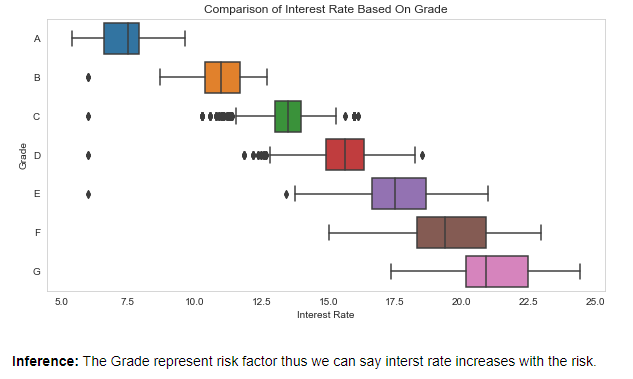 Comparison of Interest Rate Based On Grade
A
B
C
D
E
F
G
Grade
5.0 7.5 10.0 12.5 15.0 17.5 20.0 22.5 25.0
Interest Rate
Inference: The Grade represent risk factor thus we can say interst rate increases with the risk.